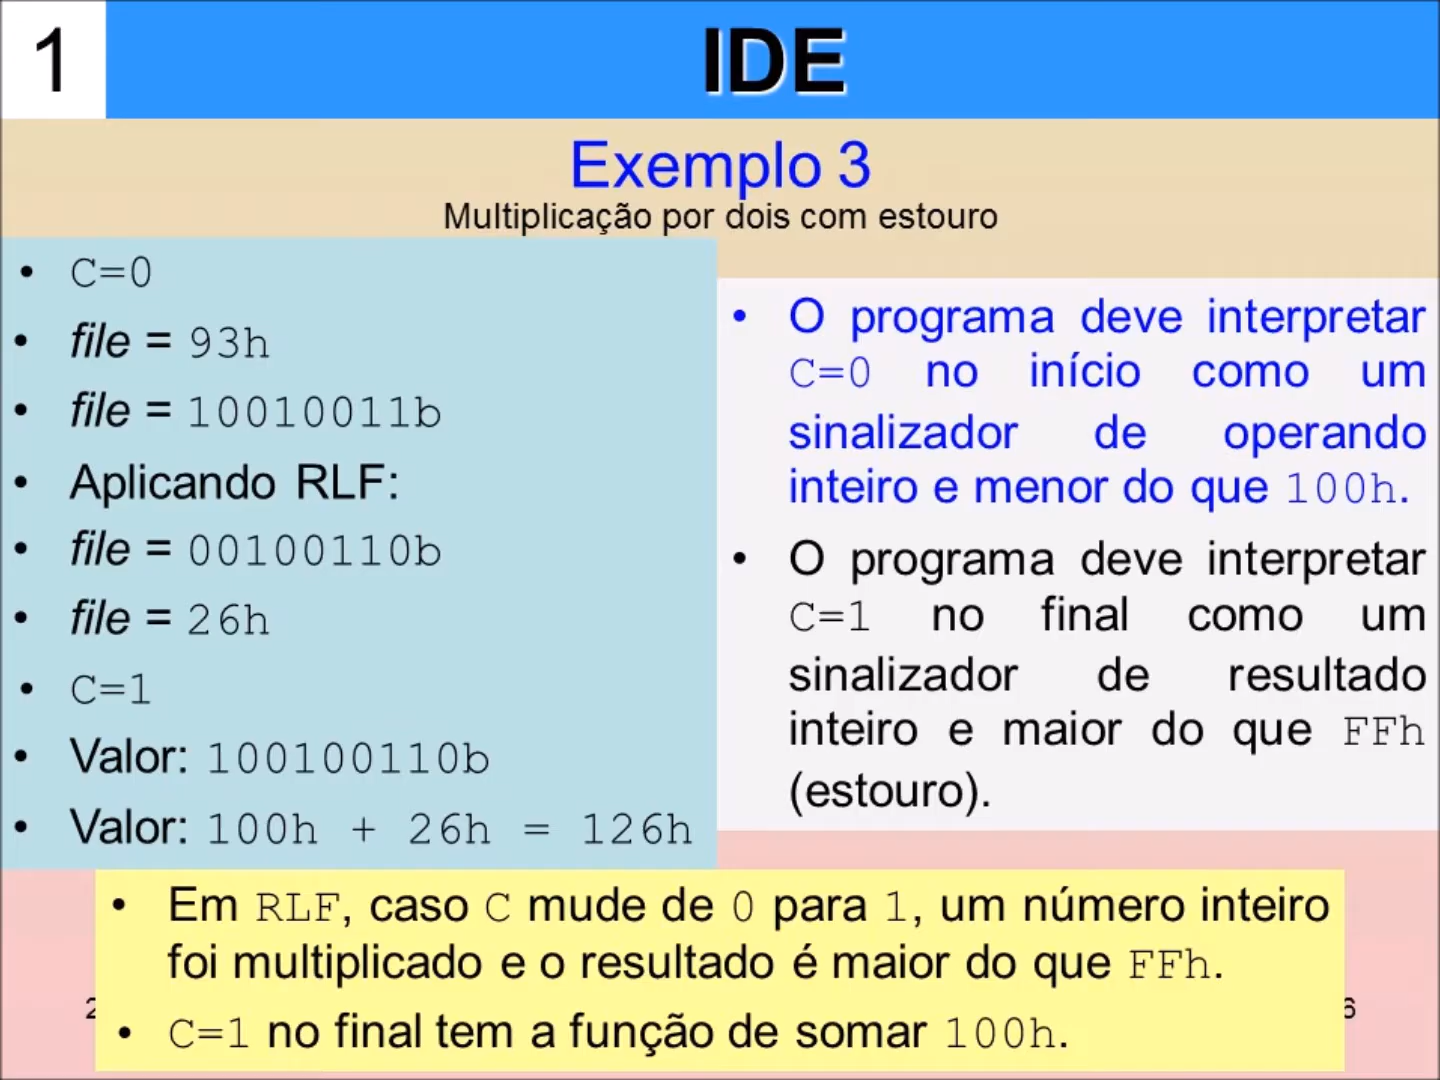 1
IDE
Exemplo 3
Multiplicação por dois com estouro
• C=0
• file = 93h
• file = 10010011b
• Aplicando RLF:
• file = 00100110b
• file = 26h
• C=1
• Valor: 100100110b
• Valor: 100h + 26h = 126h
• O programa deve interpretar
C=0 no início como um
sinalizador de operando
inteiro e menor do que 100h.
• O programa deve interpretar
C=1 no final como um
sinalizador de resultado
inteiro e maior do que FFh
(estouro).
• Em RLF, caso C mude de 0 para 1, um número inteiro
foi multiplicado e o resultado é maior do que FFh.
• C=1 no final tem a função de somar 100h.